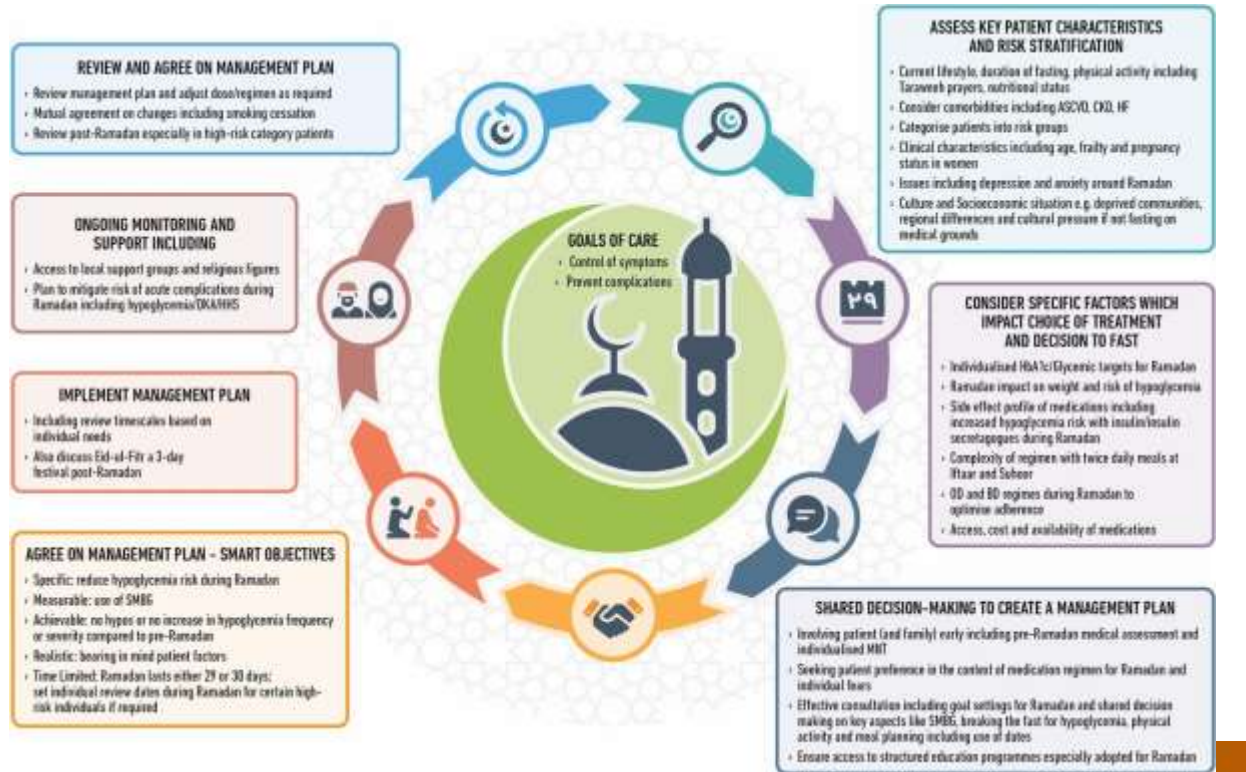 REVIEW AND AGREE ON MANAGEMENT PLAN
› Review management plan and adjust dose/regimen as required
› Mutual agreement on changes including smoking cessation
› Review post-Ramadan especially in high-risk category patients
ASSESS KEY PATIENT CHARACTERISTICS
AND RISK STRATIFICATION
› Current lifestyle, duration of fasting, physical activity including
Taraweeh prayers, nutritional status
› Consider comorbidities including ASCVD, CKD, HF
› Categorise patients into risk groups
› Clinical characteristics including age, frailty and pregnancy
status in women
› Issues including depression and anxiety around Ramadan
› Culture and Socioeconomic situation e.g. deprived communities,
regional differences and cultural pressure if not fasting on
medical grounds
٢٩
CONSIDER SPECIFIC FACTORS WHICH
IMPACT CHOICE OF TREATMENT
AND DECISION TO FAST
› Individualised HbA1c/Glycemic targets for Ramadan
› Ramadan impact on weight and risk of hypoglycemia
› Side effect profile of medications including
increased hypoglycemia risk with insulin/insulin
secretagogues during Ramadan
› Complexity of regimen with twice daily meals at
Iftaar and Suhoor
› OD and BD regimes during Ramadan to
optimise adherence
› Access, cost and availability of medications
SHARED DECISION-MAKING TO CREATE A MANAGEMENT PLAN
› Involving patient (and family) early including pre-Ramadan medical assessment and
individualised MNT
› Seeking patient preference in the context of medication regimen for Ramadan and
individual fears
› Effective consultation including goal settings for Ramadan and shared decision
making on key aspects like SMBG, breaking the fast for hypoglycemia, physical
activity and meal planning including use of dates
› Ensure access to structured education programmes especially adopted for Ramadan
AGREE ON MANAGEMENT PLAN - SMART OBJECTIVES
› Specific: reduce hypoglycemia risk during Ramadan
› Measurable: use of SMBG
› Achievable: no hypos or no increase in hypoglycemia frequency
or severity compared to pre-Ramadan
› Realistic: bearing in mind patient factors
› Time Limited: Ramadan lasts either 29 or 30 days;
set individual review dates during Ramadan for certain high-
risk individuals if required
IMPLEMENT MANAGEMENT PLAN
› Including review timescales based on
individual needs
› Also discuss Eid-ul-Fitr a 3-day
festival post-Ramadan
ONGOING MONITORING AND
SUPPORT INCLUDING
› Access to local support groups and religious figures
› Plan to mitigate risk of acute complications during
Ramadan including hypoglycemia/DKA/HHS
GOALS OF CARE
› Control of symptoms
› Prevent complications